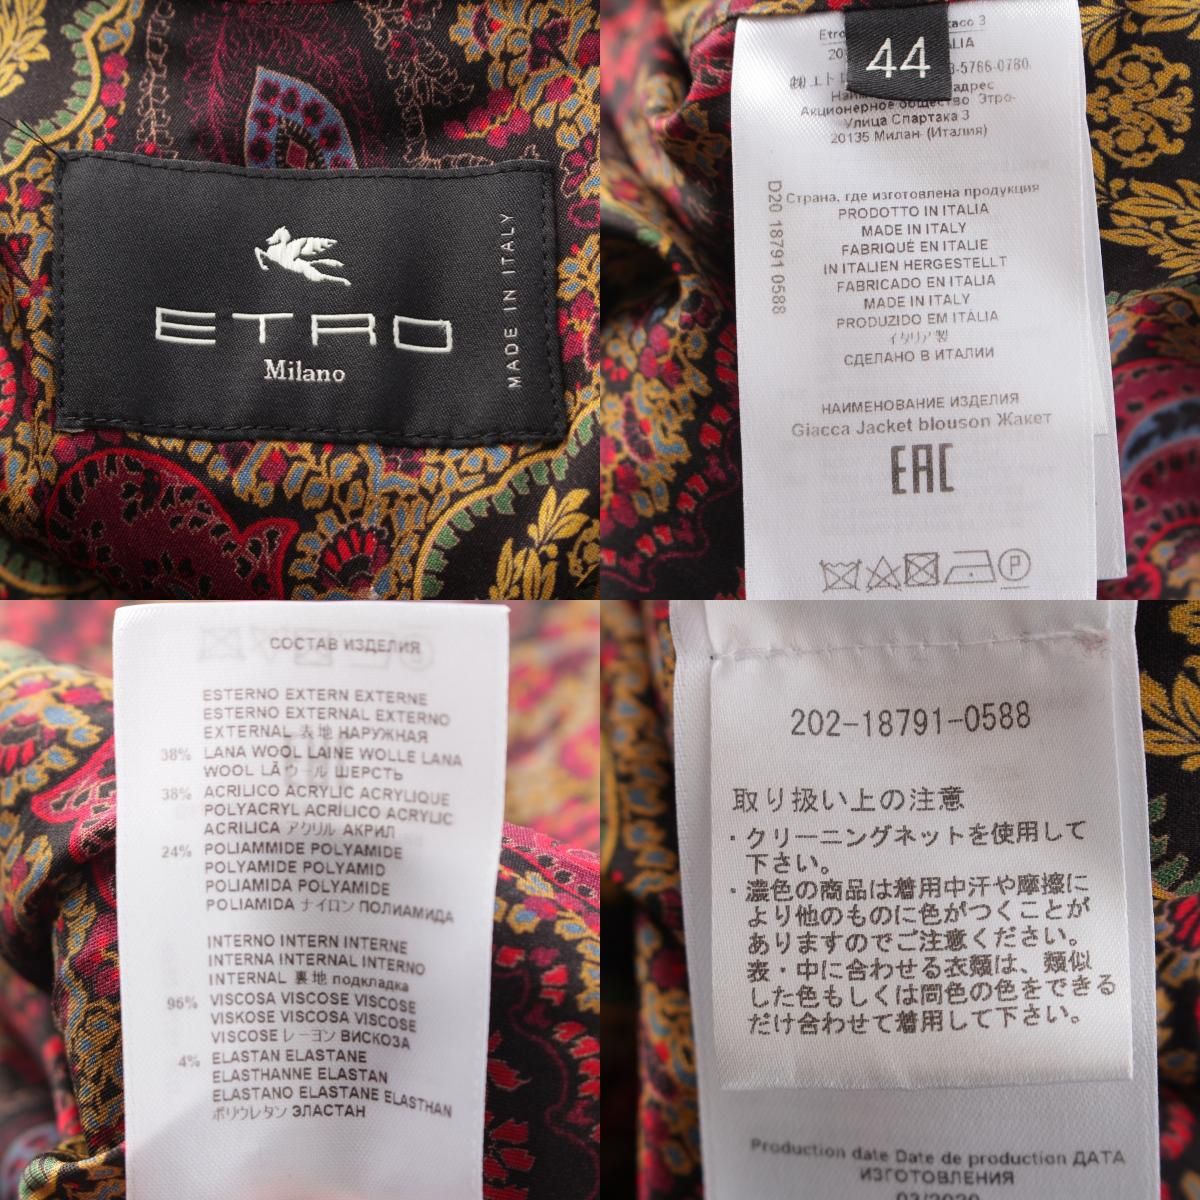 ETRO
Milano
MADE IN ITALY
44
Etro
3
ALIA
3-5766-0780
адрес
Акционерное общество Этро-
Улица Спартака 3
20135 Милан (Италия)
D20 18791 0588
Страна, где изготовлена продукция
PRODOTTO IN ITALIA
MADE IN ITALY
FABRIQUÉ EN ITALIE
IN ITALIEN HERGESTELLT
FABRICADO EN ITALIA
MADE IN ITALY
PRODUZIDO EM ITÁLIA
イタリア製
СДЕЛАНО В ИТАЛИИ
НАИМЕНОВАНИЕ ИЗДЕЛИЯ
Giacca Jacket blouson Жакет
EAC
P
СОСТАВ ИЗДЕЛИЯ
ESTERNO EXTERN EXTERNE
ESTERNO EXTERNAL EXTERNO
EXTERNAL 表地 НАРУЖНАЯ
38% LANA WOOL LAINE WOLLE LANA
WOOL LÃ ウール ШЕРСТЬ
38% ACRILICO ACRYLIC ACRYLIQUE
POLYACRYL ACRILICO ACRYLIC
ACRILICA アクリル АКРИЛ
24% POLIAMMIDE POLYAMIDE
POLYAMIDE POLYAMID
POLIAMIDA POLYAMIDE
POLIAMIDA ナイロン ПОЛИАМИДА
INTERNO INTERN INTERNE
INTERNA INTERNAL INTERNO
INTERNAL 裏地 подкладка
96% VISCOSA VISCOSE VISCOSE
VISKOSE VISCOSA VISCOSE
VISCOSE レーヨン ВИСКОЗА
4% ELASTAN ELASTANE
ELASTHANNE ELASTAN
ELASTANO ELASTANE ELASTHAN
ポリウレタン ЭЛАСТАН
202-18791-0588
取り扱い上の注意
・クリーニングネットを使用して
下さい。
・濃色の商品は着用中汗や摩擦に
より他のものに色がつくことが
ありますのでご注意ください。
表・中に合わせる衣類は、類似
した色もしくは同色の色をできる
だけ合わせて着用して下さい。
Production date Date de production ДАТА
ИЗГОТОВЛЕНИЯ
03/2020